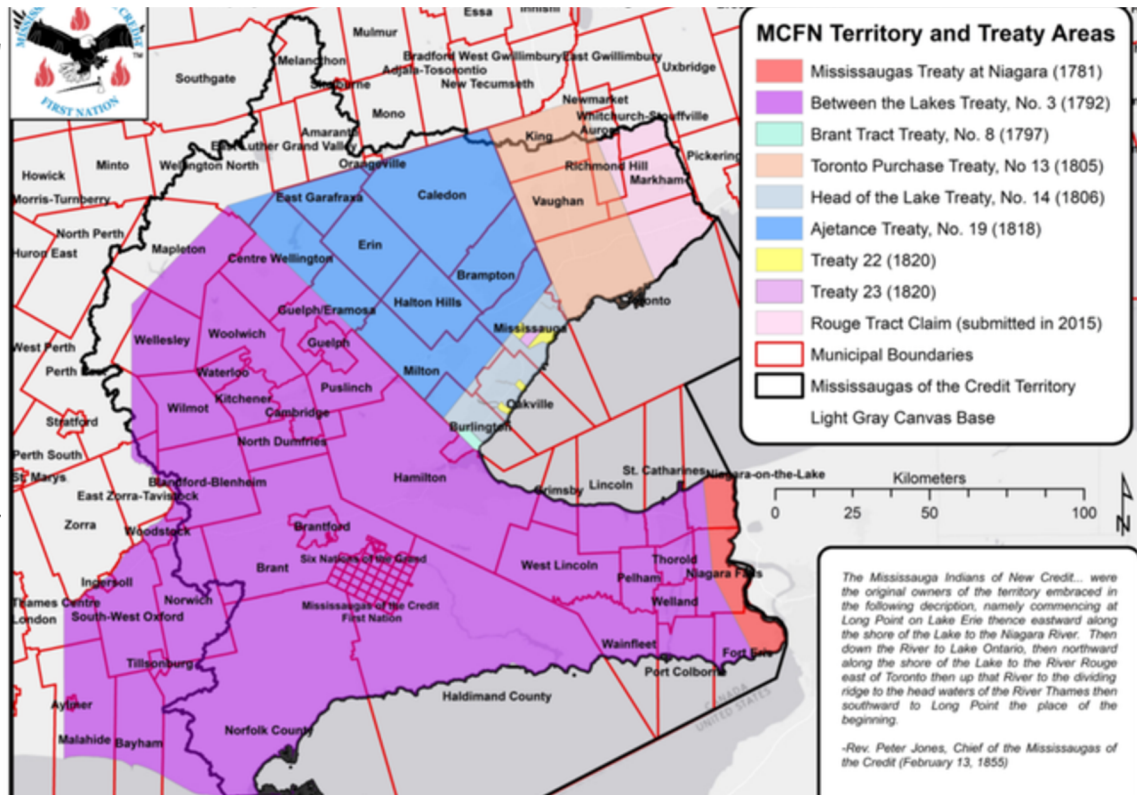 CREDIT
FIRST NATION
TM
MCFN Territory and Treaty Areas
Mississaugas Treaty at Niagara (1781)
Between the Lakes Treaty, No. 3 (1792)
Brant Tract Treaty, No. 8 (1797)
Toronto Purchase Treaty, No 13 (1805)
Head of the Lake Treaty, No. 14 (1806)
Ajetance Treaty, No. 19 (1818)
Treaty 22 (1820)
Treaty 23 (1820)
Rouge Tract Claim (submitted in 2015)
Municipal Boundaries
Mississaugas of the Credit Territory
Light Gray Canvas Base
Kilometers
0 25 50 100
N
Essa
Innisfil
Mulmur
Melancthon
Southgate
Bradford West Gwillimbury
East Gwillimbury
Adjala-Tosorontio
New Tecumseth
Uxbridge
Shelburne
Mono
Newmarket
Whitchurch-Stouffville
Aurora
King
Amaranth
East Luther Grand Valley
Orangeville
Minto
Wellington North
Howick
Morris-Turnberry
Richmond Hill
Pickering
Markham
East Garafraxa
Caledon
Vaughan
North Perth
Huron East
Mapleton
Erin
Centre Wellington
Brampton
Halton Hills
Toronto
Guelph/Eramosa
Mississauga
Wellesley
Woolwich
Guelph
West Perth
Perth East
Waterloo
Milton
Puslinch
Kitchener
Wilmot
Cambridge
Oakville
Stratford
Burlington
North Dumfries
Perth South
St. Marys
Hamilton
St. Catharines
Niagara-on-the-Lake
Blandford-Blenheim
Lincoln
Grimsby
East Zorra-Tavistock
Zorra
Woodstock
Brantford
Six Nations of the Grand
Thorold
Brant
West Lincoln
Niagara Falls
Pelham
Ingersoll
Norwich
Welland
Thames Centre
London
South-West Oxford
Mississaugas of the Credit
First Nation
Wainfleet
Fort Erie
Tillsonburg
Port Colborne
Haldimand County
CANADA
UNITED STATES
Aylmer
Norfolk County
Malahide
Bayham
The Mississauga Indians of New Credit... were
the original owners of the territory embraced in
the following decription, namely commencing at
Long Point on Lake Erie thence eastward along
the shore of the Lake to the Niagara River. Then
down the River to Lake Ontario, then northward
along the shore of the Lake to the River Rouge
east of Toronto then up that River to the dividing
ridge to the head waters of the River Thames then
southward to Long Point the place of the
beginning.
-Rev. Peter Jones, Chief of the Mississaugas of
the Credit (February 13, 1855)